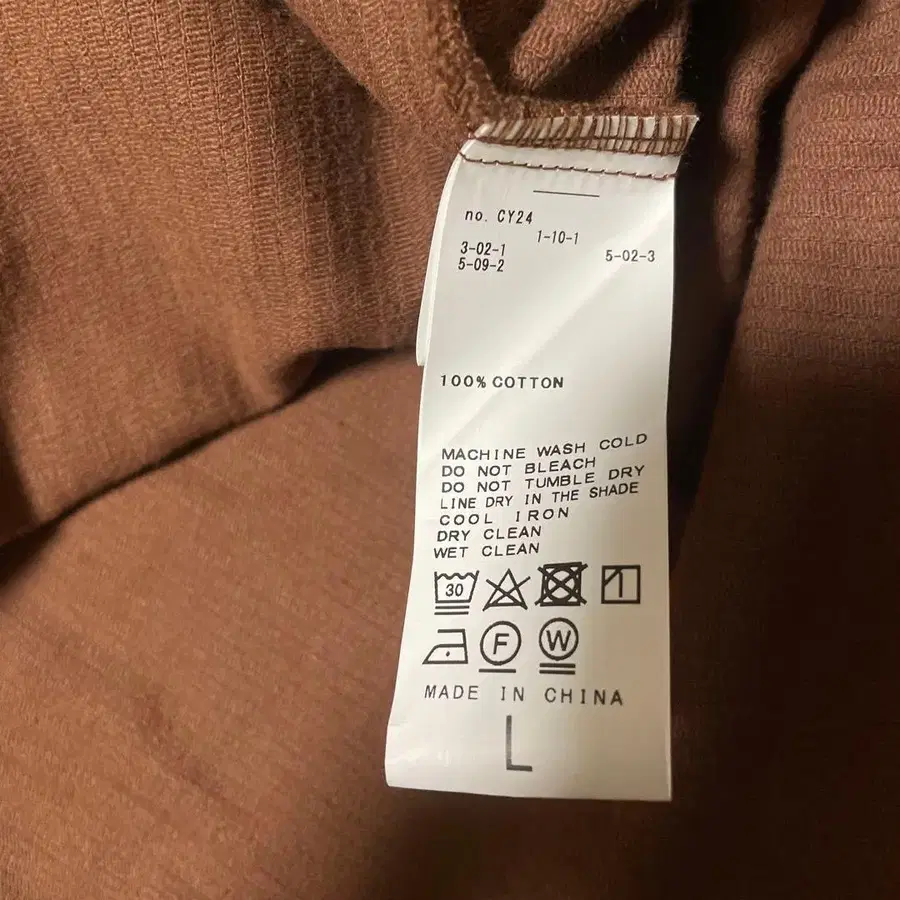 no. CY24
1-10-1
3-02-1 5-02-3
5-09-2
100% COTTON
MACHINE WASH COLD
DO NOT BLEACH
DO NOT TUMBLE DRY
LINE DRY IN THE SHADE
COOL IRON
DRY CLEAN
WET CLEAN
30
F W
MADE IN CHINA
L